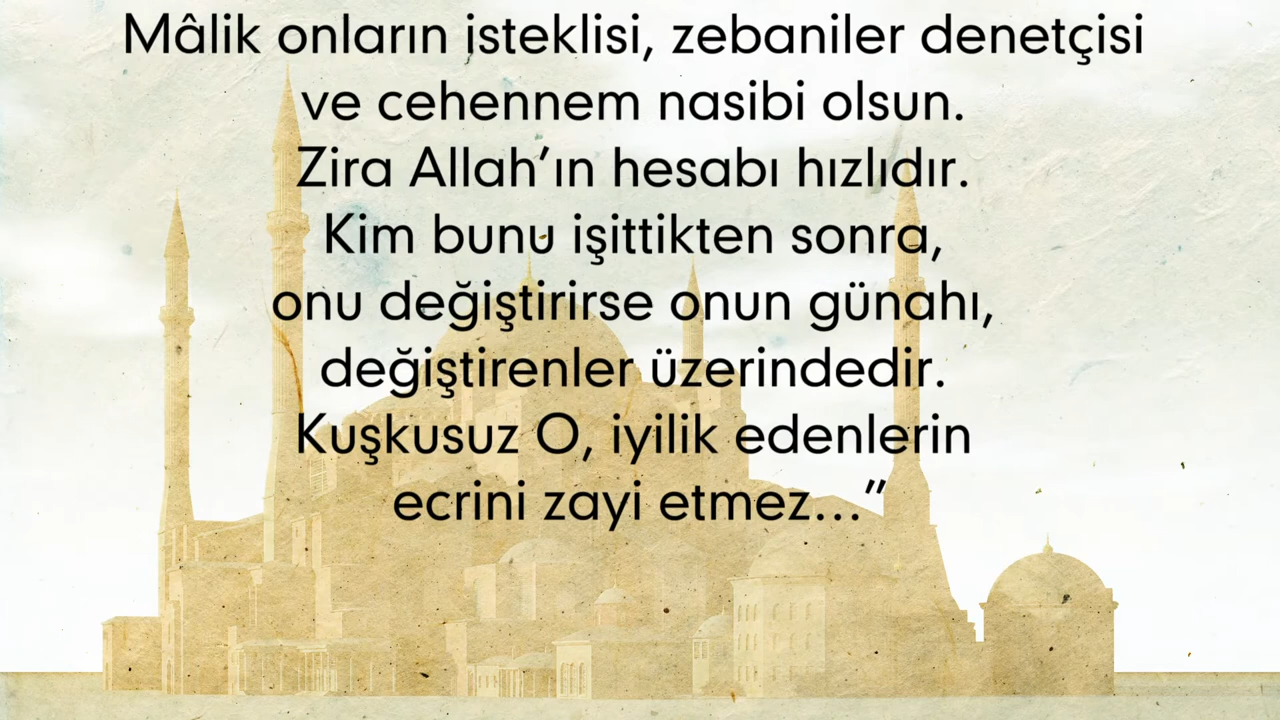 Mâlik onların isteklisi, zebaniler denetçisi
ve cehennem nasibi olsun.
Zira Allah’ın hesabı hızlıdır.
Kim bunu işittikten sonra,
onu değiştirirse onun günahı,
değiştirenler üzerindedir.
Kuşkusuz O, iyilik edenlerin
ecrini zayi etmez...”